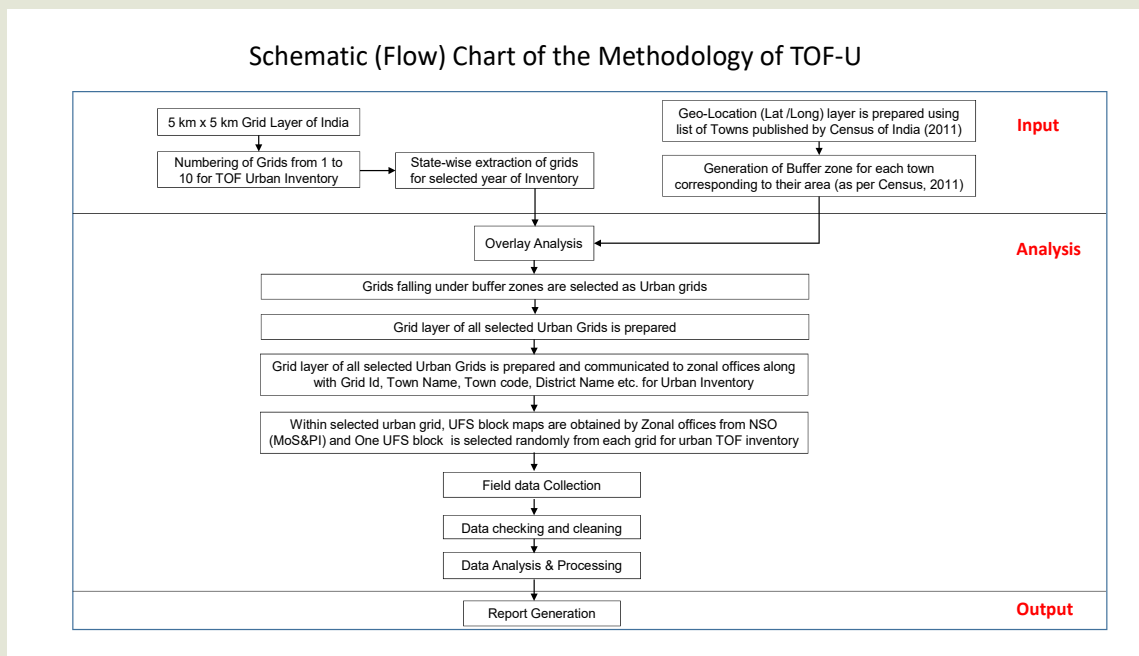 Schematic (Flow) Chart of the Methodology of TOF-U
5 km x 5 km Grid Layer of India
Numbering of Grids from 1 to
10 for TOF Urban Inventory
State-wise extraction of grids
for selected year of Inventory
Geo-Location (Lat /Long) layer is prepared using
list of Towns published by Census of India (2011)
Generation of Buffer zone for each town
corresponding to their area (as per Census, 2011)
Input
Overlay Analysis
Analysis
Grids falling under buffer zones are selected as Urban grids
Grid layer of all selected Urban Grids is prepared
Grid layer of all selected Urban Grids is prepared and communicated to zonal offices along
with Grid Id, Town Name, Town code, District Name etc. for Urban Inventory
Within selected urban grid, UFS block maps are obtained by Zonal offices from NSO
(MoS&PI) and One UFS block is selected randomly from each grid for urban TOF inventory
Field data Collection
Data checking and cleaning
Data Analysis & Processing
Report Generation
Output